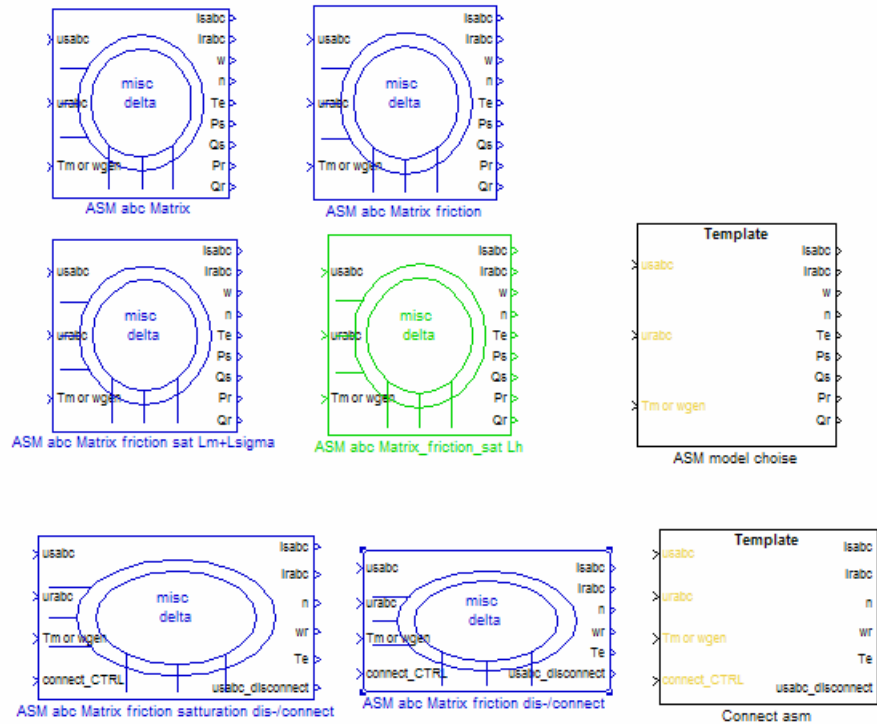 Isabc
usabc
Irabc
w
n
misc
delta
urabc
Te
Ps
Qs
Tm or wgen
Pr
Qr
ASM abc Matrix
Isabc
usabc
Irabc
w
n
misc
delta
urabc
Te
Ps
Qs
Tm or wgen
Pr
Qr
ASM abc Matrix friction
Isabc
usabc
Irabc
w
n
misc
delta
urabc
Te
Ps
Qs
Tm or wgen
Pr
Qr
ASM abc Matrix friction sat Lm+Lsigma
Isabc
usabc
Irabc
w
n
misc
delta
urabc
Te
Ps
Qs
Tm or wgen
Pr
Qr
ASM abc Matrix_friction_sat Lh
Template
Isabc
usabc
Irabc
w
n
urabc
Te
Ps
Qs
Tm or wgen
Pr
Qr
ASM model choise
Isabc
usabc
Irabc
urabc
misc
delta
n
Tm or wgen
wr
Te
connect_CTRL
usabc_disconnect
ASM abc Matrix friction satturation dis-/connect
Isabc
usabc
Irabc
urabc
misc
delta
n
Tm or wgen
wr
Te
connect_CTRL
usabc_disconnect
ASM abc Matrix friction dis-/connect
Template
Isabc
usabc
Irabc
urabc
n
Tm or wgen
wr
Te
connect_CTRL
usabc_disconnect
Connect asm